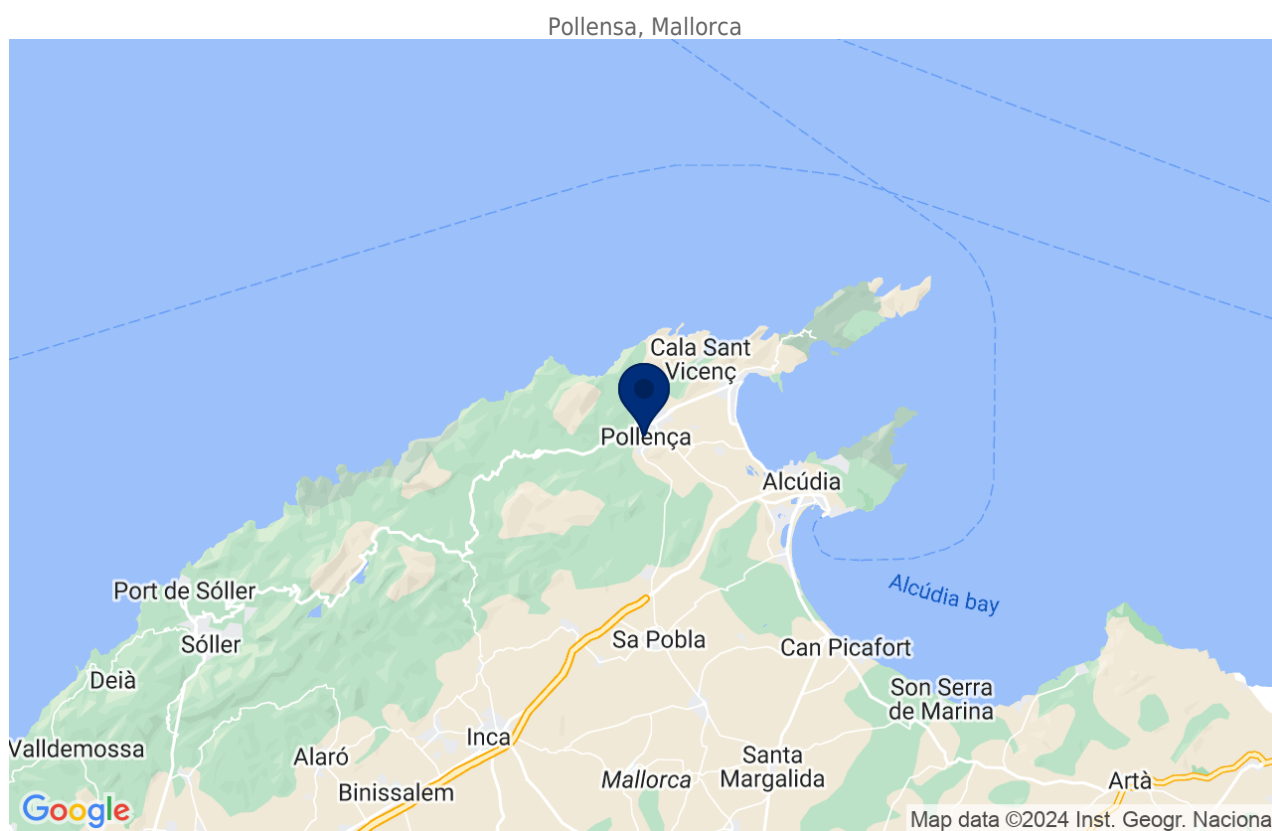 Pollensa, Mallorca
Cala Sant
Vicenç
Pollença
Alcúdia
Port de Sóller
Alcúdia bay
Sóller
Sa Pobla
Can Picafort
Deià
Son Serra
de Marina
Valldemossa
Inca
Alaró
Santa
Margalida
Mallorca
Binissalem
Artà
Google
Map data ©2024 Inst. Geogr. Naciona